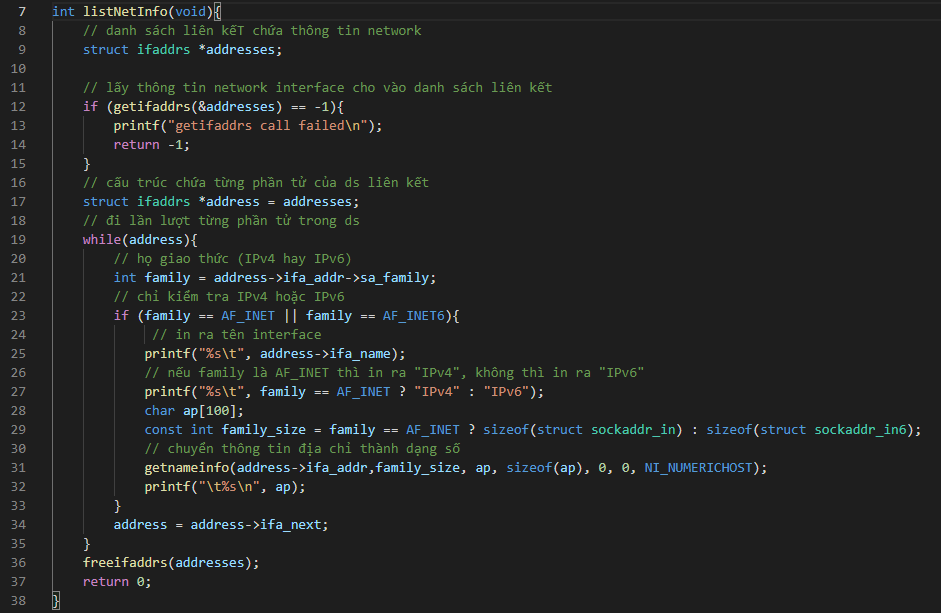 7 int listNetInfo(void){
8 // danh sách liên kếT chứa thông tin network
9 struct ifaddrs *addresses;
10
11 // lấy thông tin network interface cho vào danh sách liên kết
12 if (getifaddrs(&addresses) == -1){
13 printf("getifaddrs call failed\n");
14 return -1;
15 }
16 // cấu trúc chứa từng phần tử của ds liên kết
17 struct ifaddrs *address = addresses;
18 // đi lần lượt từng phần tử trong ds
19 while(address){
20 // họ giao thức (IPv4 hay IPv6)
21 int family = address->ifa_addr->sa_family;
22 // chỉ kiểm tra IPv4 hoặc IPv6
23 if (family == AF_INET || family == AF_INET6){
24 // in ra tên interface
25 printf("%s\t", address->ifa_name);
26 // nếu family là AF_INET thì in ra "IPv4", không thì in ra "IPv6"
27 printf("%s\t", family == AF_INET ? "IPv4" : "IPv6");
28 char ap[100];
29 const int family_size = family == AF_INET ? sizeof(struct sockaddr_in) : sizeof(struct sockaddr_in6);
30 // chuyển thông tin địa chỉ thành dạng số
31 getnameinfo(address->ifa_addr,family_size, ap, sizeof(ap), 0, 0, NI_NUMERICHOST);
32 printf("\t%s\n", ap);
33 }
34 address = address->ifa_next;
35 }
36 freeifaddrs(addresses);
37 return 0;
38 }